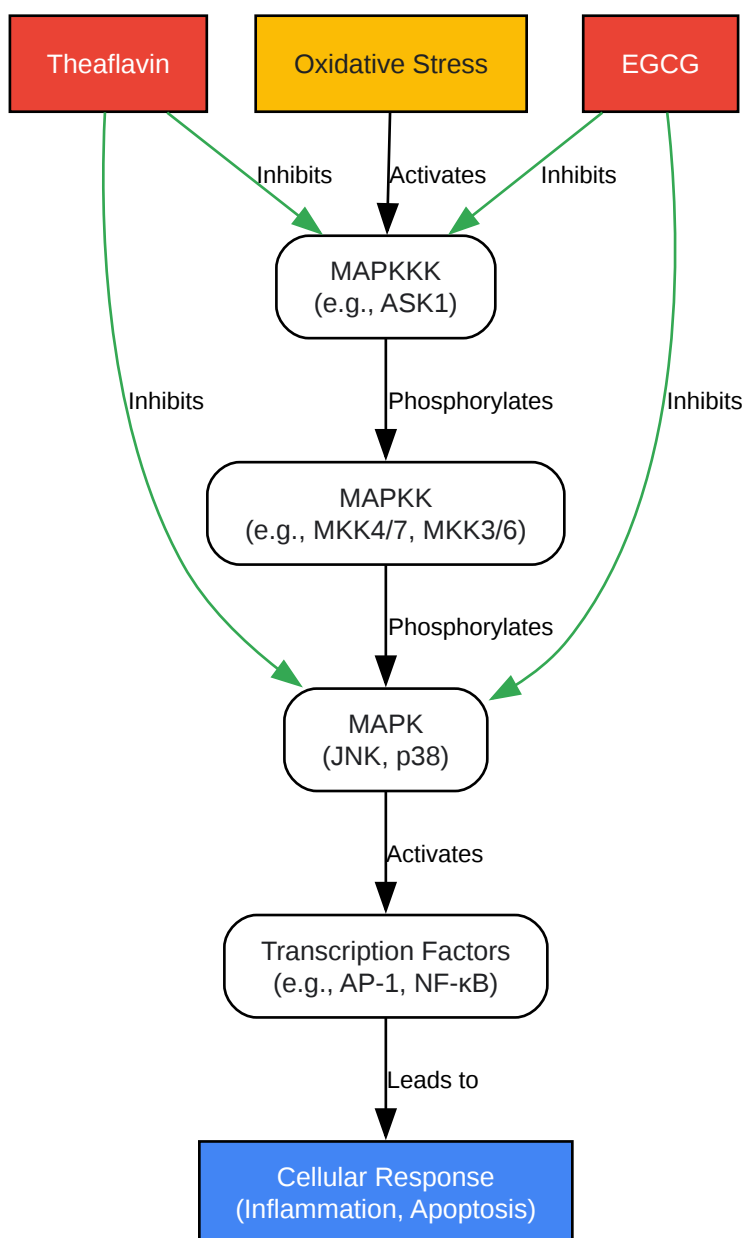 Theaflavin
Oxidative Stress
EGCG
Inhibits
Activates
Inhibits
MAPKKK
(e.g., ASK1)
Inhibits
Phosphorylates
Inhibits
MAPKK
(e.g., MKK4/7, MKK3/6)
Phosphorylates
MAPK
(JNK, p38)
Activates
Transcription Factors
(e.g., AP-1, NF-κB)
Leads to
Cellular Response
(Inflammation, Apoptosis)